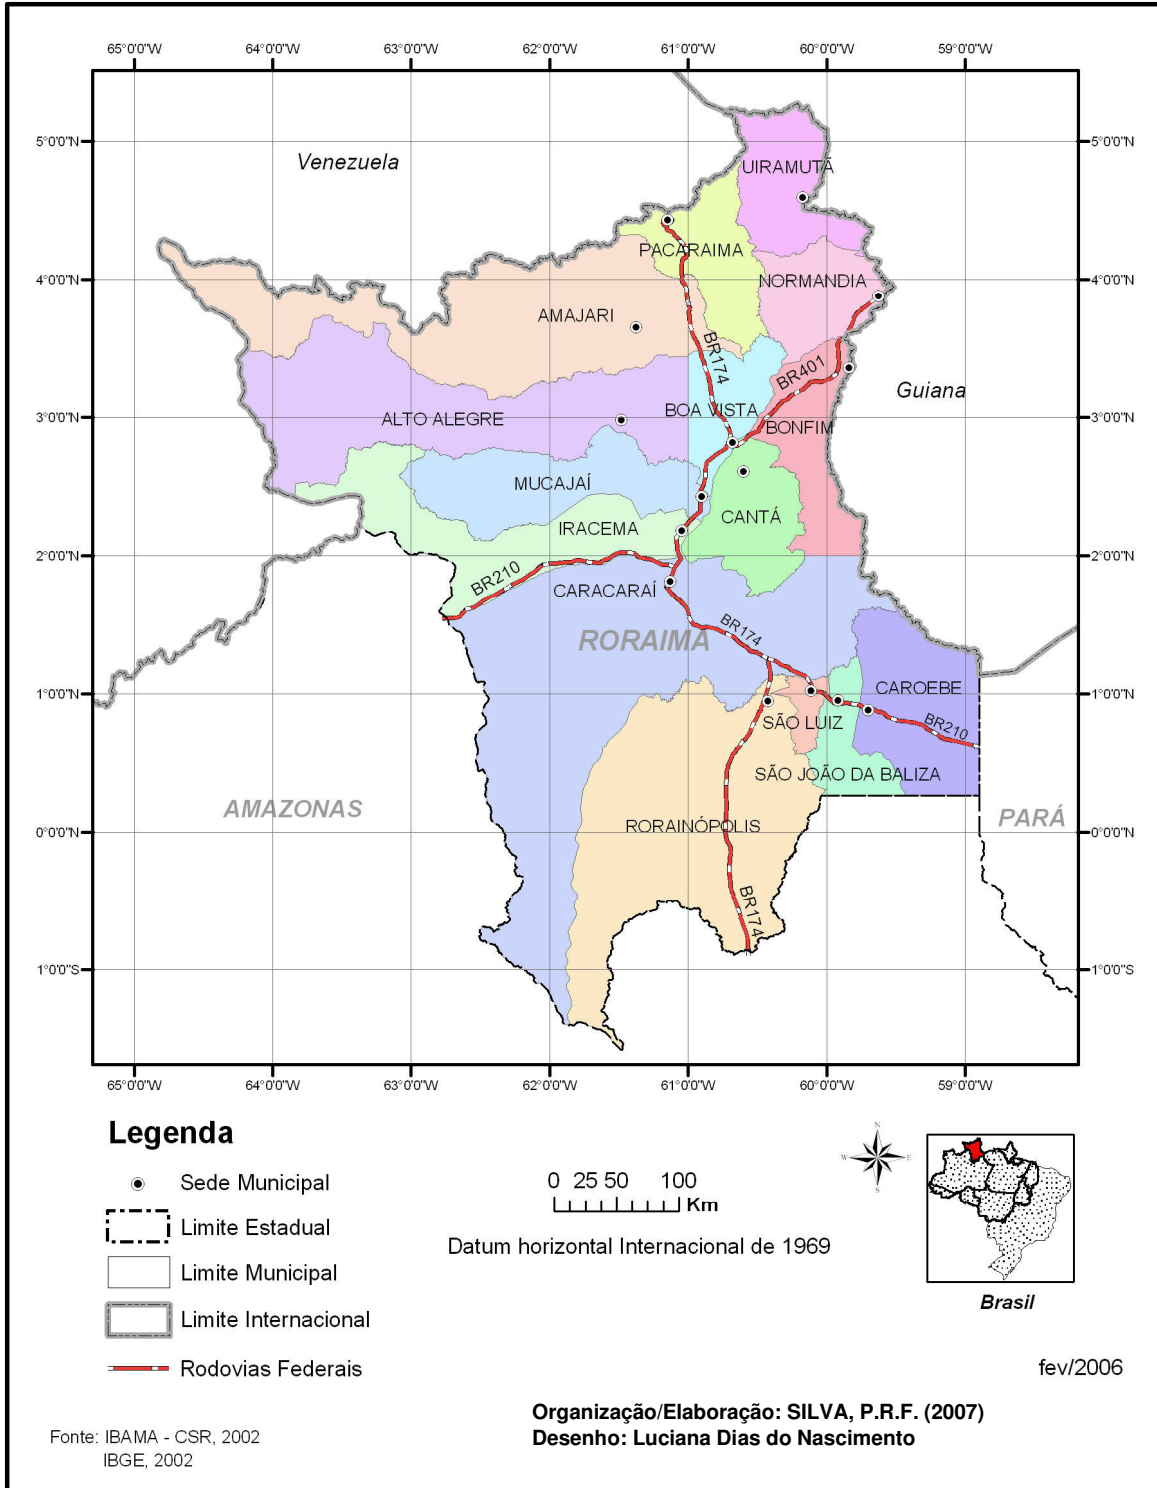 65°0'0"W 64°0'0"W 63°0'0"W 62°0'0"W 61°0'0"W 60°0'0"W 59°0'0"W
5°0'0"N 5°0'0"N
Venezuela
UIRAMUTÃ
PACARAIMA
4°0'0"N 4°0'0"N
NORMANDIA
AMAJARI
BR174
BR401
Guiana
3°0'0"N 3°0'0"N
ALTO ALEGRE
BOA VISTA
BONFIM
MUCAJAÍ
CANTÁ
IRACEMA
2°0'0"N 2°0'0"N
BR210
CARACARAÍ
BR174
RORAIMA
1°0'0"N 1°0'0"N
CAROEBE
SÃO LUIZ
BR210
SÃO JOÃO DA BALIZA
AMAZONAS
PARÁ
RORAINÓPOLIS
0°0'0"N 0°0'0"N
BR174
1°0'0"S 1°0'0"S
65°0'0"W 64°0'0"W 63°0'0"W 62°0'0"W 61°0'0"W 60°0'0"W 59°0'0"W
Legenda
Sede Municipal
Limite Estadual
Limite Municipal
Limite Internacional
Rodovias Federais
0 25 50 100
Km
Datum horizontal Internacional de 1969
N
W E
S
Brasil
fev/2006
Organização/Elaboração: SILVA, P.R.F. (2007)
Desenho: Luciana Dias do Nascimento
Fonte: IBAMA - CSR, 2002
IBGE, 2002